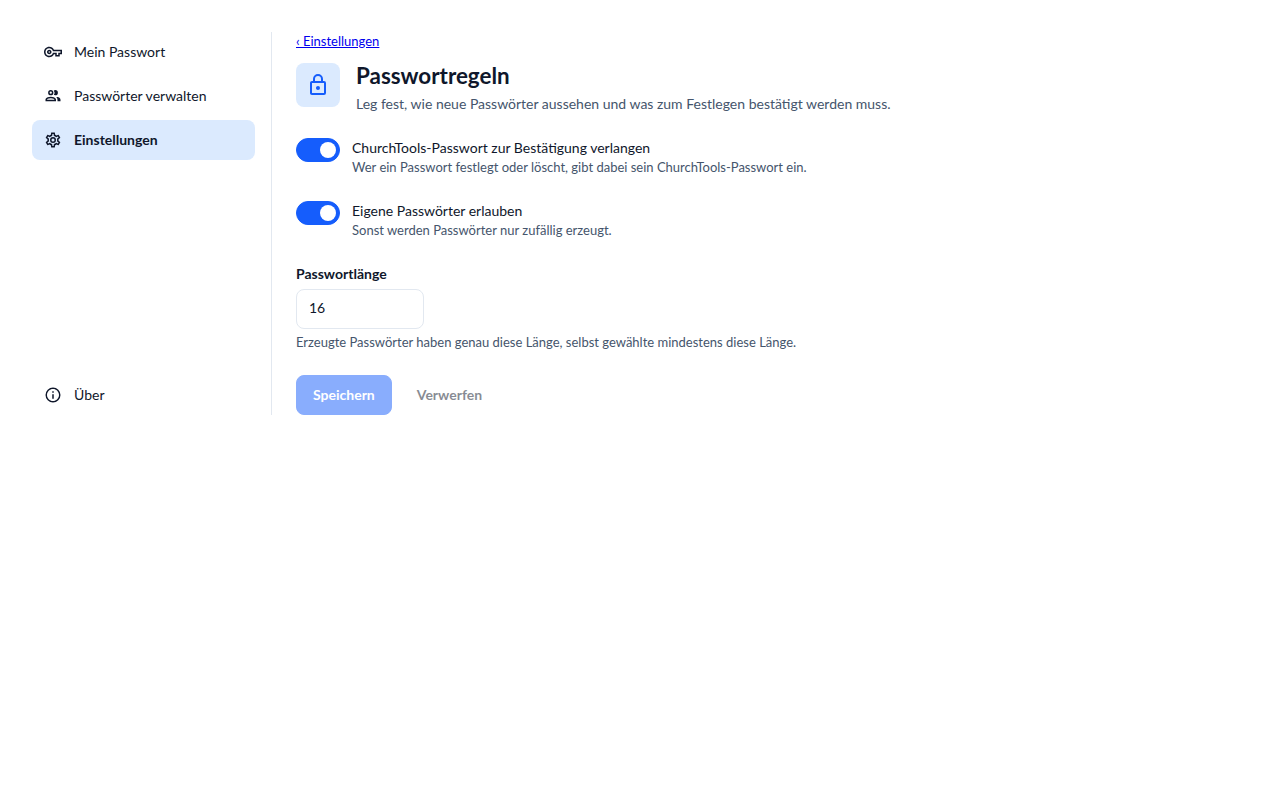 Mein Passwort
Passwörter verwalten
Einstellungen
Über
‹ Einstellungen
Passwortregeln
Leg fest, wie neue Passwörter aussehen und was zum Festlegen bestätigt werden muss.
ChurchTools-Passwort zur Bestätigung verlangen
Wer ein Passwort festlegt oder löscht, gibt dabei sein ChurchTools-Passwort ein.
Eigene Passwörter erlauben
Sonst werden Passwörter nur zufällig erzeugt.
Passwortlänge
16
Erzeugte Passwörter haben genau diese Länge, selbst gewählte mindestens diese Länge.
Speichern
Verwerfen